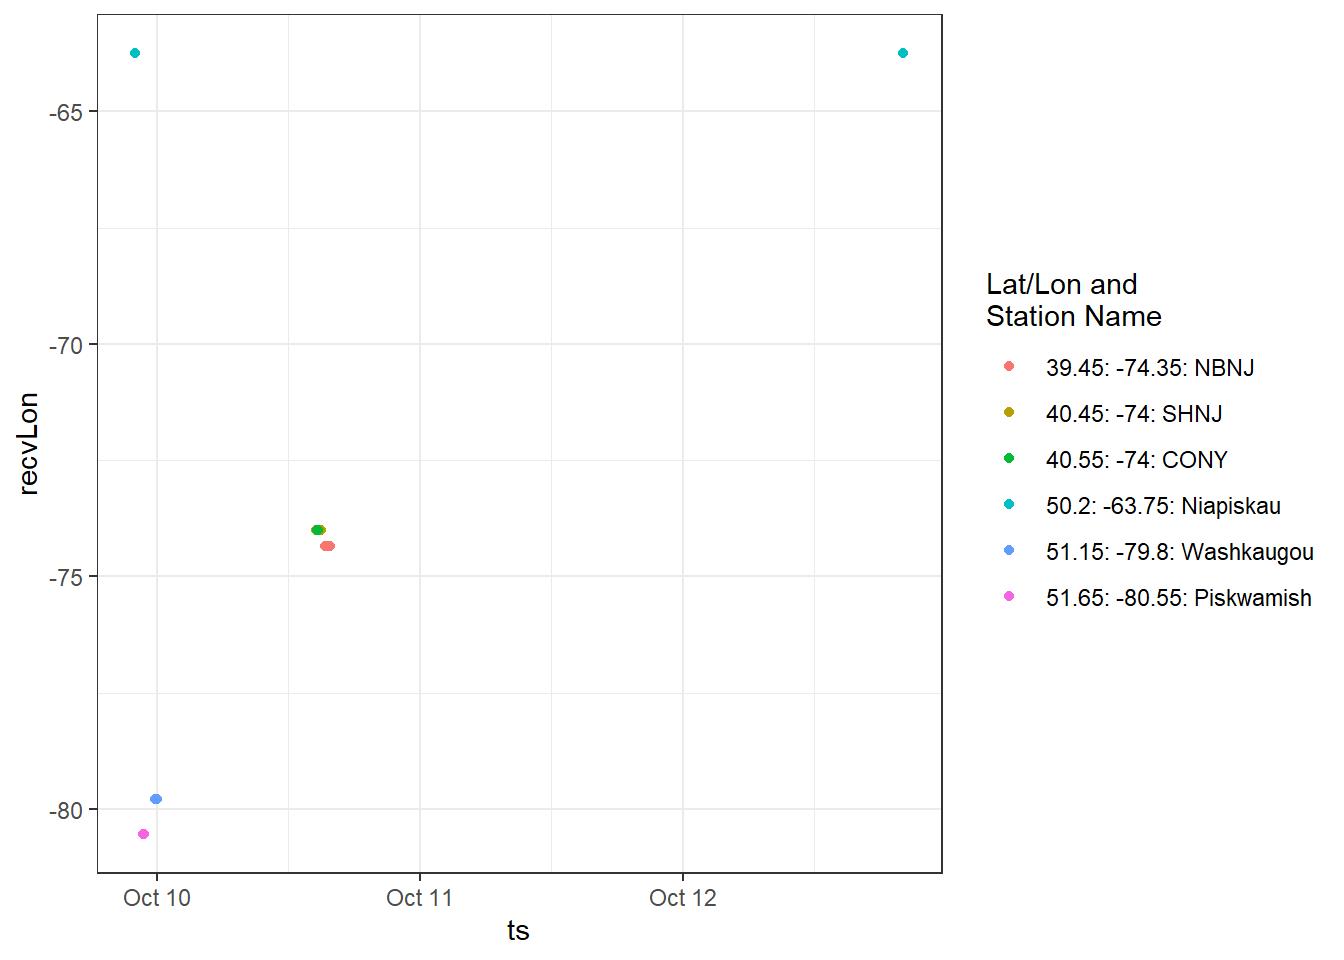 -65
-70
-75
-80
recvLon
Oct 10
Oct 11
Oct 12
ts
Lat/Lon and
Station Name
39.45: -74.35: NBNJ
40.45: -74: SHNJ
40.55: -74: CONY
50.2: -63.75: Niapiskau
51.15: -79.8: Washkaugou
51.65: -80.55: Piskwamish